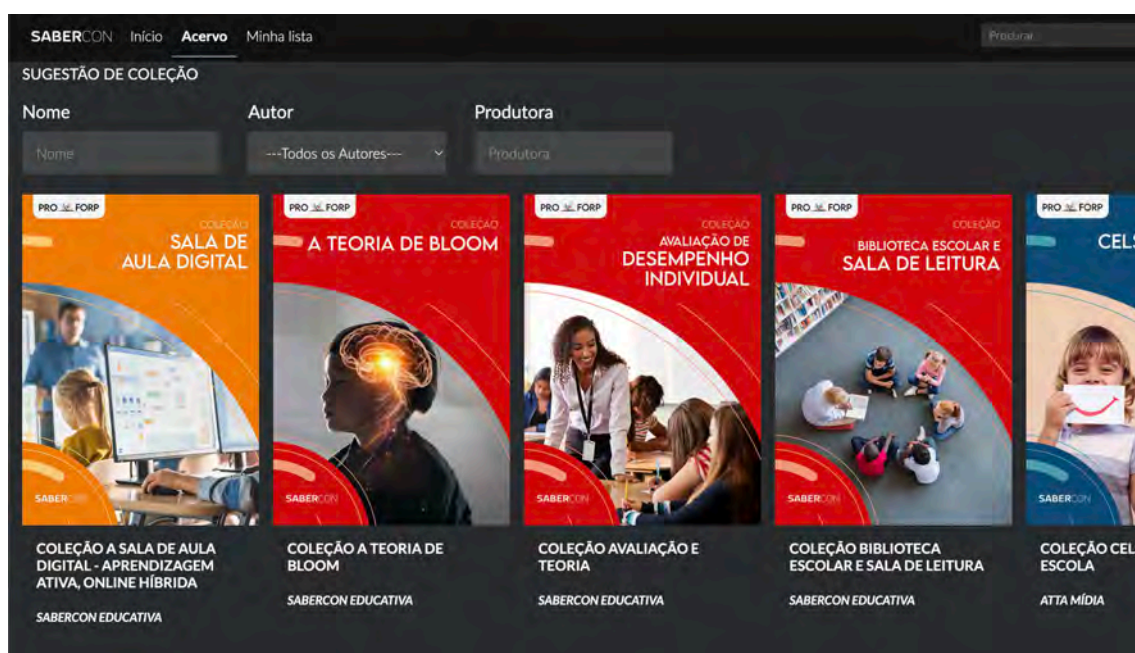 SABERCON Início Acervo Minha lista Procurar
SUGESTÃO DE COLEÇÃO
Nome Autor Produtora
Nome ---Todos os Autores--- Produtora
PRO FORP
COLEÇÃO
SALA DE
AULA DIGITAL
SABERCON
PRO FORP
COLEÇÃO
A TEORIA DE BLOOM
SABERCON
PRO FORP
COLEÇÃO
AVALIAÇÃO DE
DESEMPENHO
INDIVIDUAL
SABERCON
PRO FORP
COLEÇÃO
BIBLIOTECA ESCOLAR E
SALA DE LEITURA
SABERCON
PRO FORP
CELS
SABERCON
COLEÇÃO A SALA DE AULA
DIGITAL - APRENDIZAGEM
ATIVA, ONLINE HÍBRIDA
SABERCON EDUCATIVA
COLEÇÃO A TEORIA DE
BLOOM
SABERCON EDUCATIVA
COLEÇÃO AVALIAÇÃO E
TEORIA
SABERCON EDUCATIVA
COLEÇÃO BIBLIOTECA
ESCOLAR E SALA DE LEITURA
SABERCON EDUCATIVA
COLEÇÃO CEL
ESCOLA
ATTA MÍDIA